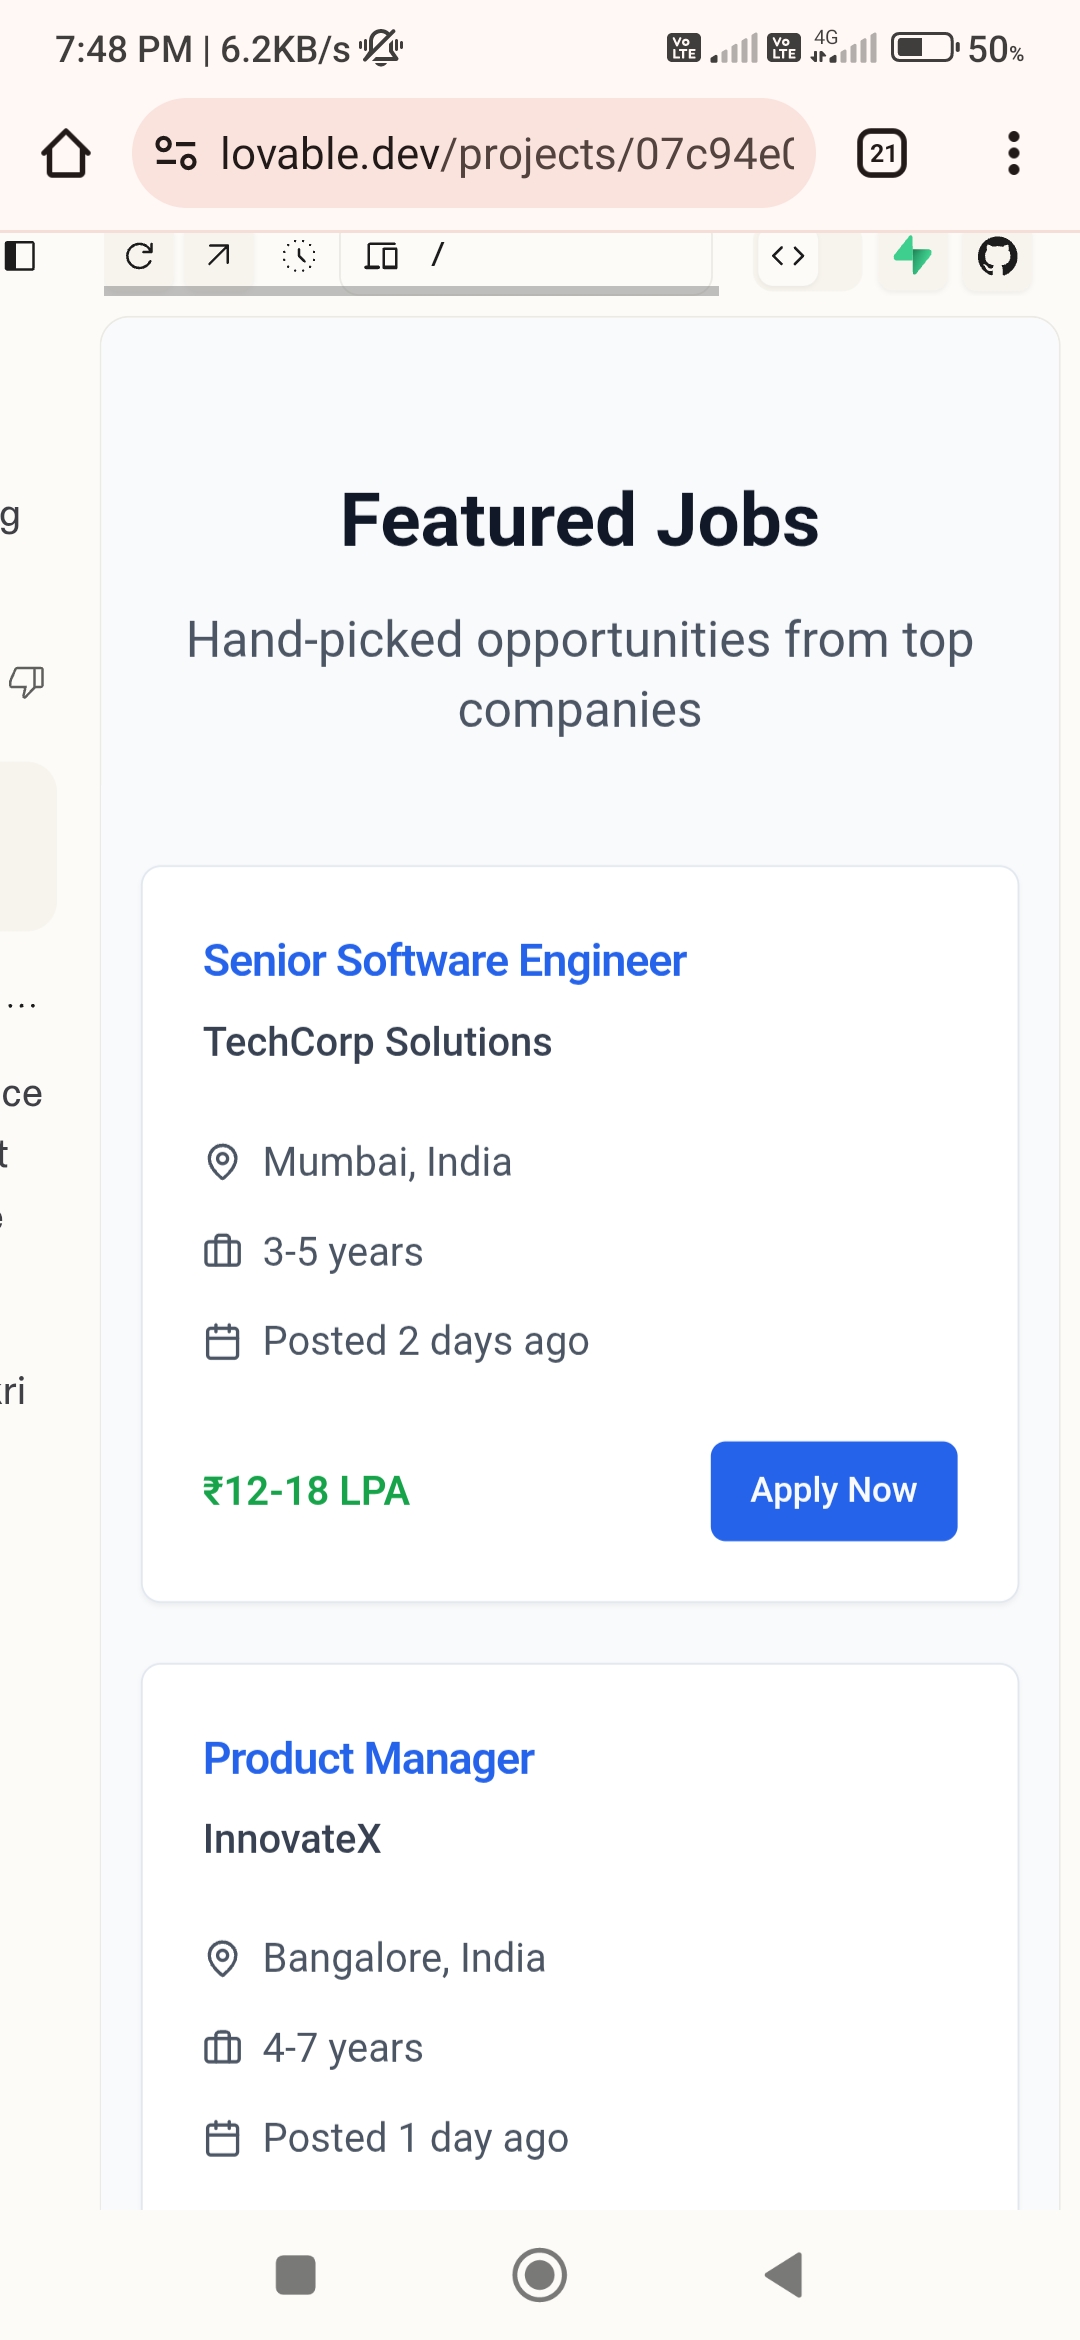 7:48 PM | 6.2KB/s
Vo LTE Vo LTE 4G 50%
lovable.dev/projects/07c94e
21
/
g
Featured Jobs
Hand-picked opportunities from top
companies
Senior Software Engineer
...
TechCorp Solutions
ce
Mumbai, India
t
e
3-5 years
Posted 2 days ago
ri
₹12-18 LPA
Apply Now
Product Manager
InnovateX
Bangalore, India
4-7 years
Posted 1 day ago